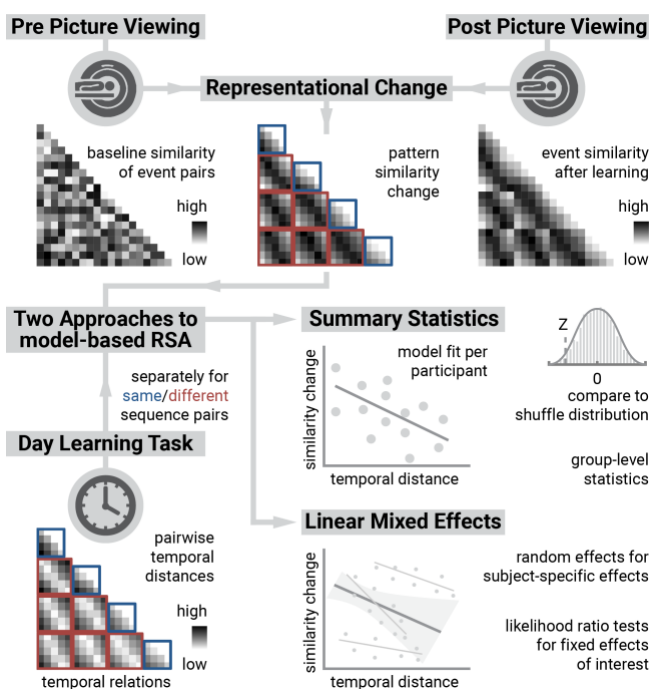 Pre Picture Viewing
Post Picture Viewing
Representational Change
baseline similarity
of event pairs
high
low
pattern
similarity
change
event similarity
after learning
high
low
Two Approaches to
model-based RSA
separately for
same/different
sequence pairs
Day Learning Task
pairwise
temporal
distances
high
low
temporal relations
Summary Statistics
model fit per
participant
similarity change
temporal distance
Z
0
compare to
shuffle distribution
group-level
statistics
Linear Mixed Effects
similarity change
temporal distance
random effects for
subject-specific effects
likelihood ratio tests
for fixed effects
of interest